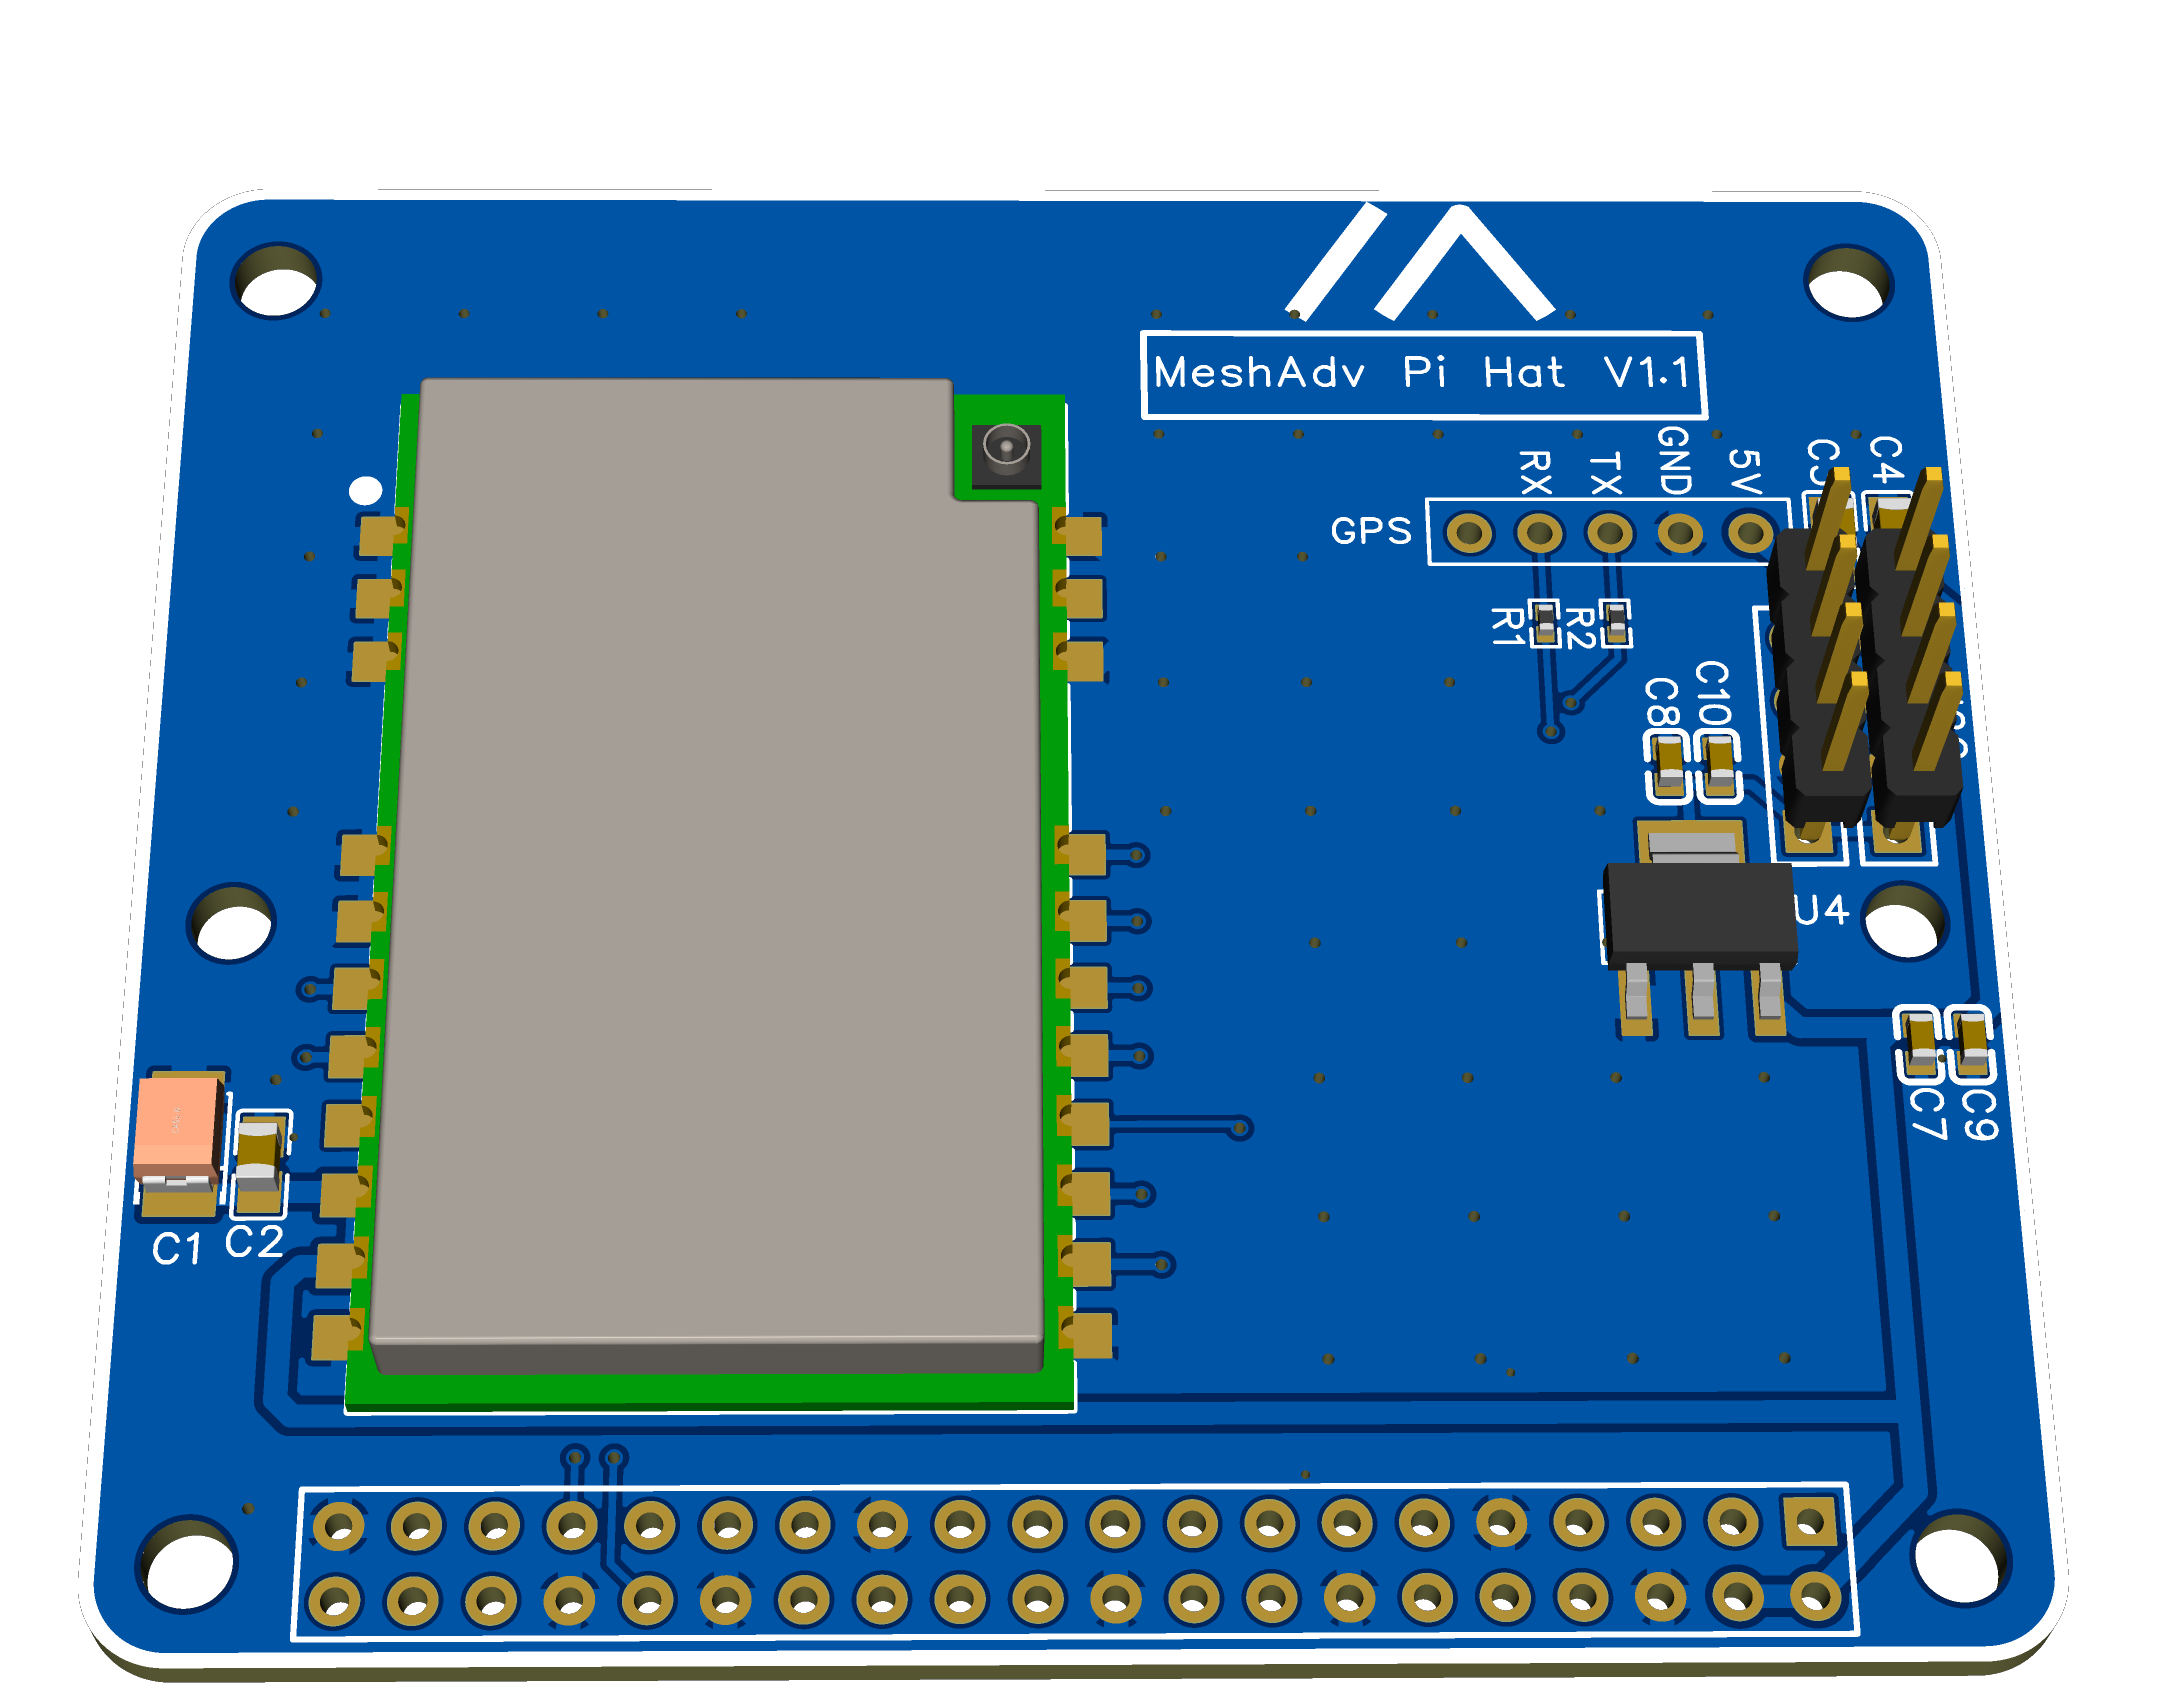 MeshAdv Pi Hat V1.1
RX
TX
GND
5V
C3
C4
GPS
R1
R2
C8
C10
U4
C7
C9
C1
C2